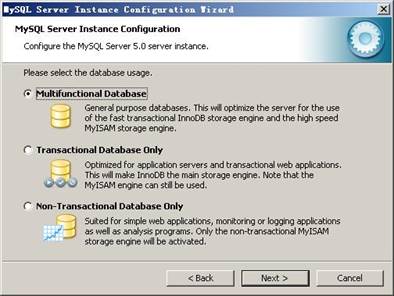 MySQL Server Instance Configuration Wizard
MySQL Server Instance Configuration
Configure the MySQL Server 5.0 server instance.
Please select the database usage.
Multifunctional Database
General purpose databases. This will optimize the server for the use
of the fast transactional InnoDB storage engine and the high speed
MyISAM storage engine.
Transactional Database Only
Optimized for application servers and transactional web applications.
This will make InnoDB the main storage engine. Note that the
MyISAM engine can still be used.
Non-Transactional Database Only
Suited for simple web applications, monitoring or logging applications
as well as analysis programs. Only the non-transactional MyISAM
storage engine will be activated.
< Back
Next >
Cancel